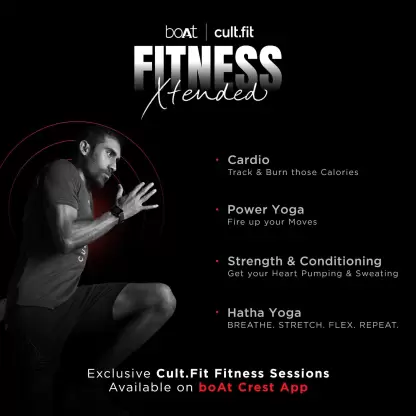 boAt | cult.fit
FITNESS
Xtended
• Cardio
Track & Burn those Calories
• Power Yoga
Fire up your Moves
• Strength & Conditioning
Get your Heart Pumping & Sweating
• Hatha Yoga
BREATHE. STRETCH. FLEX. REPEAT.
Exclusive Cult.Fit Fitness Sessions
Available on boAt Crest App